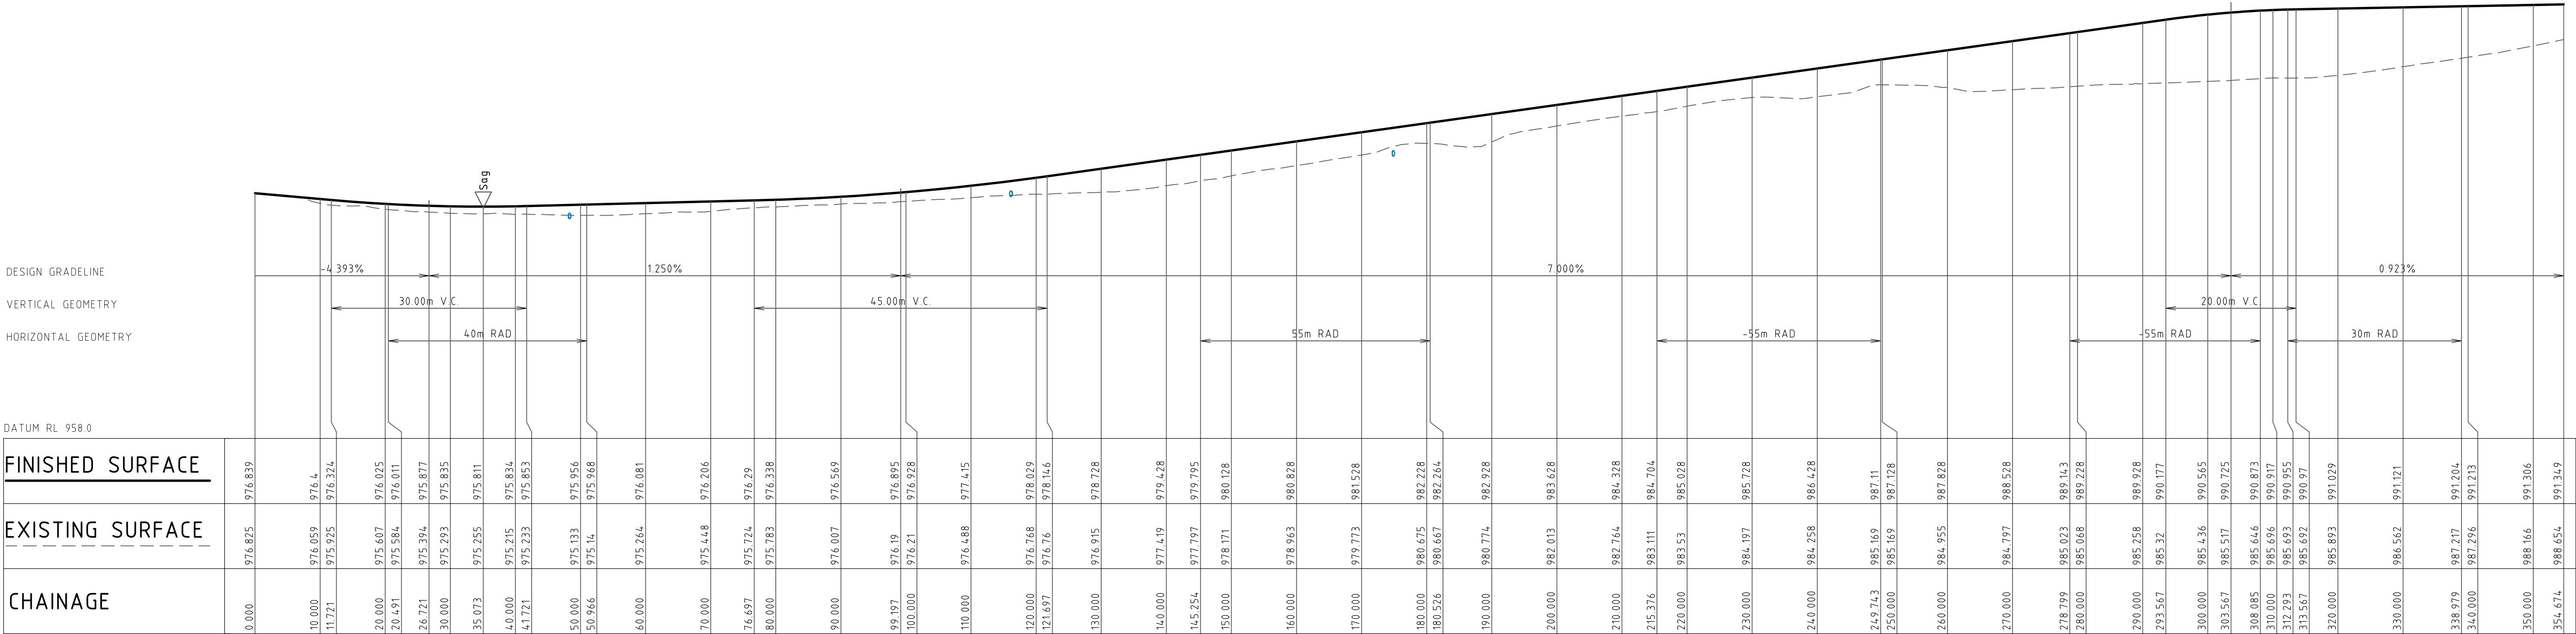 Sag
DESIGN GRADELINE -4.393% 1.250% 7.000% 0.923%
VERTICAL GEOMETRY 30.00m V.C. 45.00m V.C. 20.00m V.C.
HORIZONTAL GEOMETRY 40m RAD 55m RAD -55m RAD -55m RAD 30m RAD
DATUM RL 958.0
FINISHED SURFACE 976.839 976.4 976.324 976.025 976.011 975.877 975.835 975.811 975.834 975.853 975.956 975.968 976.081 976.206 976.29 976.338 976.569 976.895 976.928 977.415 978.029 978.146 978.728 979.428 979.795 980.128 980.828 981.528 982.228 982.264 982.928 983.628 984.328 984.704 985.028 985.728 986.428 987.111 987.128 987.828 988.528 989.143 989.228 989.928 990.177 990.565 990.725 990.873 990.917 990.955 990.97 991.029 991.121 991.204 991.213 991.306 991.349
EXISTING SURFACE 976.825 976.059 975.925 975.607 975.584 975.394 975.293 975.255 975.215 975.233 975.133 975.14 975.264 975.448 975.724 975.783 976.007 976.19 976.21 976.488 976.768 976.76 976.915 977.419 977.797 978.171 978.963 979.773 980.675 980.667 980.774 982.013 982.764 983.111 983.53 984.197 984.258 985.169 985.169 984.955 984.797 985.023 985.068 985.258 985.32 985.436 985.517 985.646 985.696 985.693 985.692 985.893 986.562 987.217 987.296 988.166 988.654
CHAINAGE 0.000 10.000 11.721 20.000 20.491 26.721 30.000 35.073 40.000 41.721 50.000 50.966 60.000 70.000 76.697 80.000 90.000 99.197 100.000 110.000 120.000 121.697 130.000 140.000 145.254 150.000 160.000 170.000 180.000 180.526 190.000 200.000 210.000 215.376 220.000 230.000 240.000 249.743 250.000 260.000 270.000 278.799 280.000 290.000 293.567 300.000 303.567 308.085 310.000 312.293 313.567 320.000 330.000 338.979 340.000 350.000 354.674